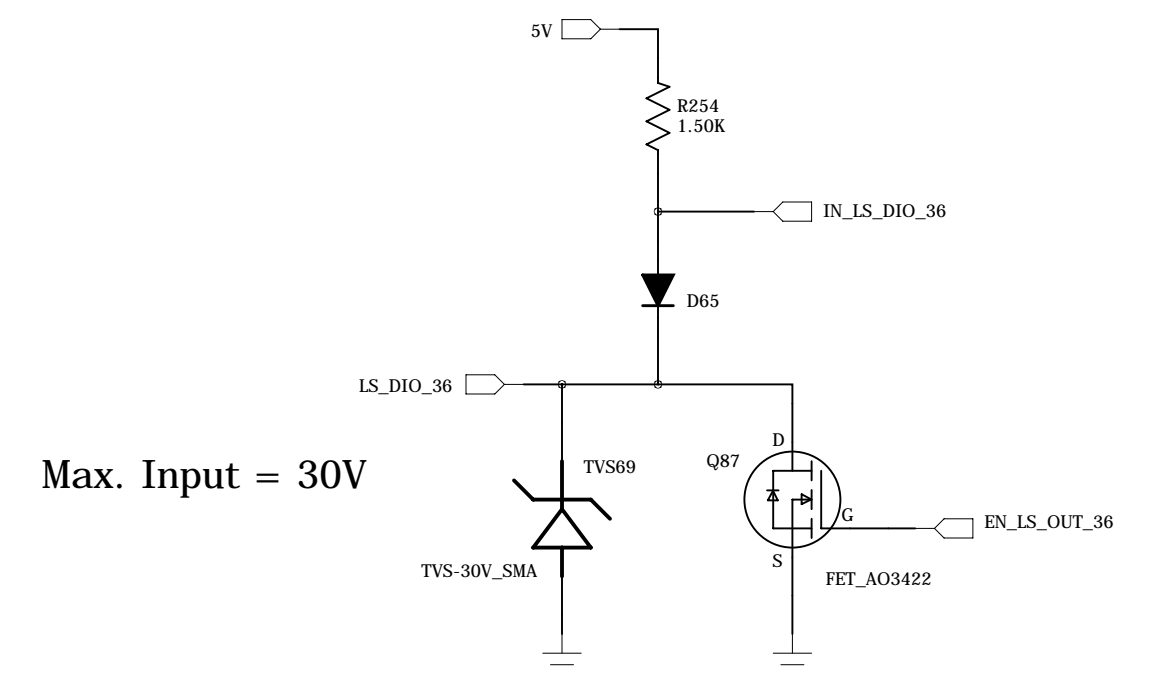 5V
R254
1.50K
IN_LS_DIO_36
D65
LS_DIO_36
D
Max. Input = 30V
TVS69
Q87
G
EN_LS_OUT_36
S
TVS-30V_SMA
FET_AO3422